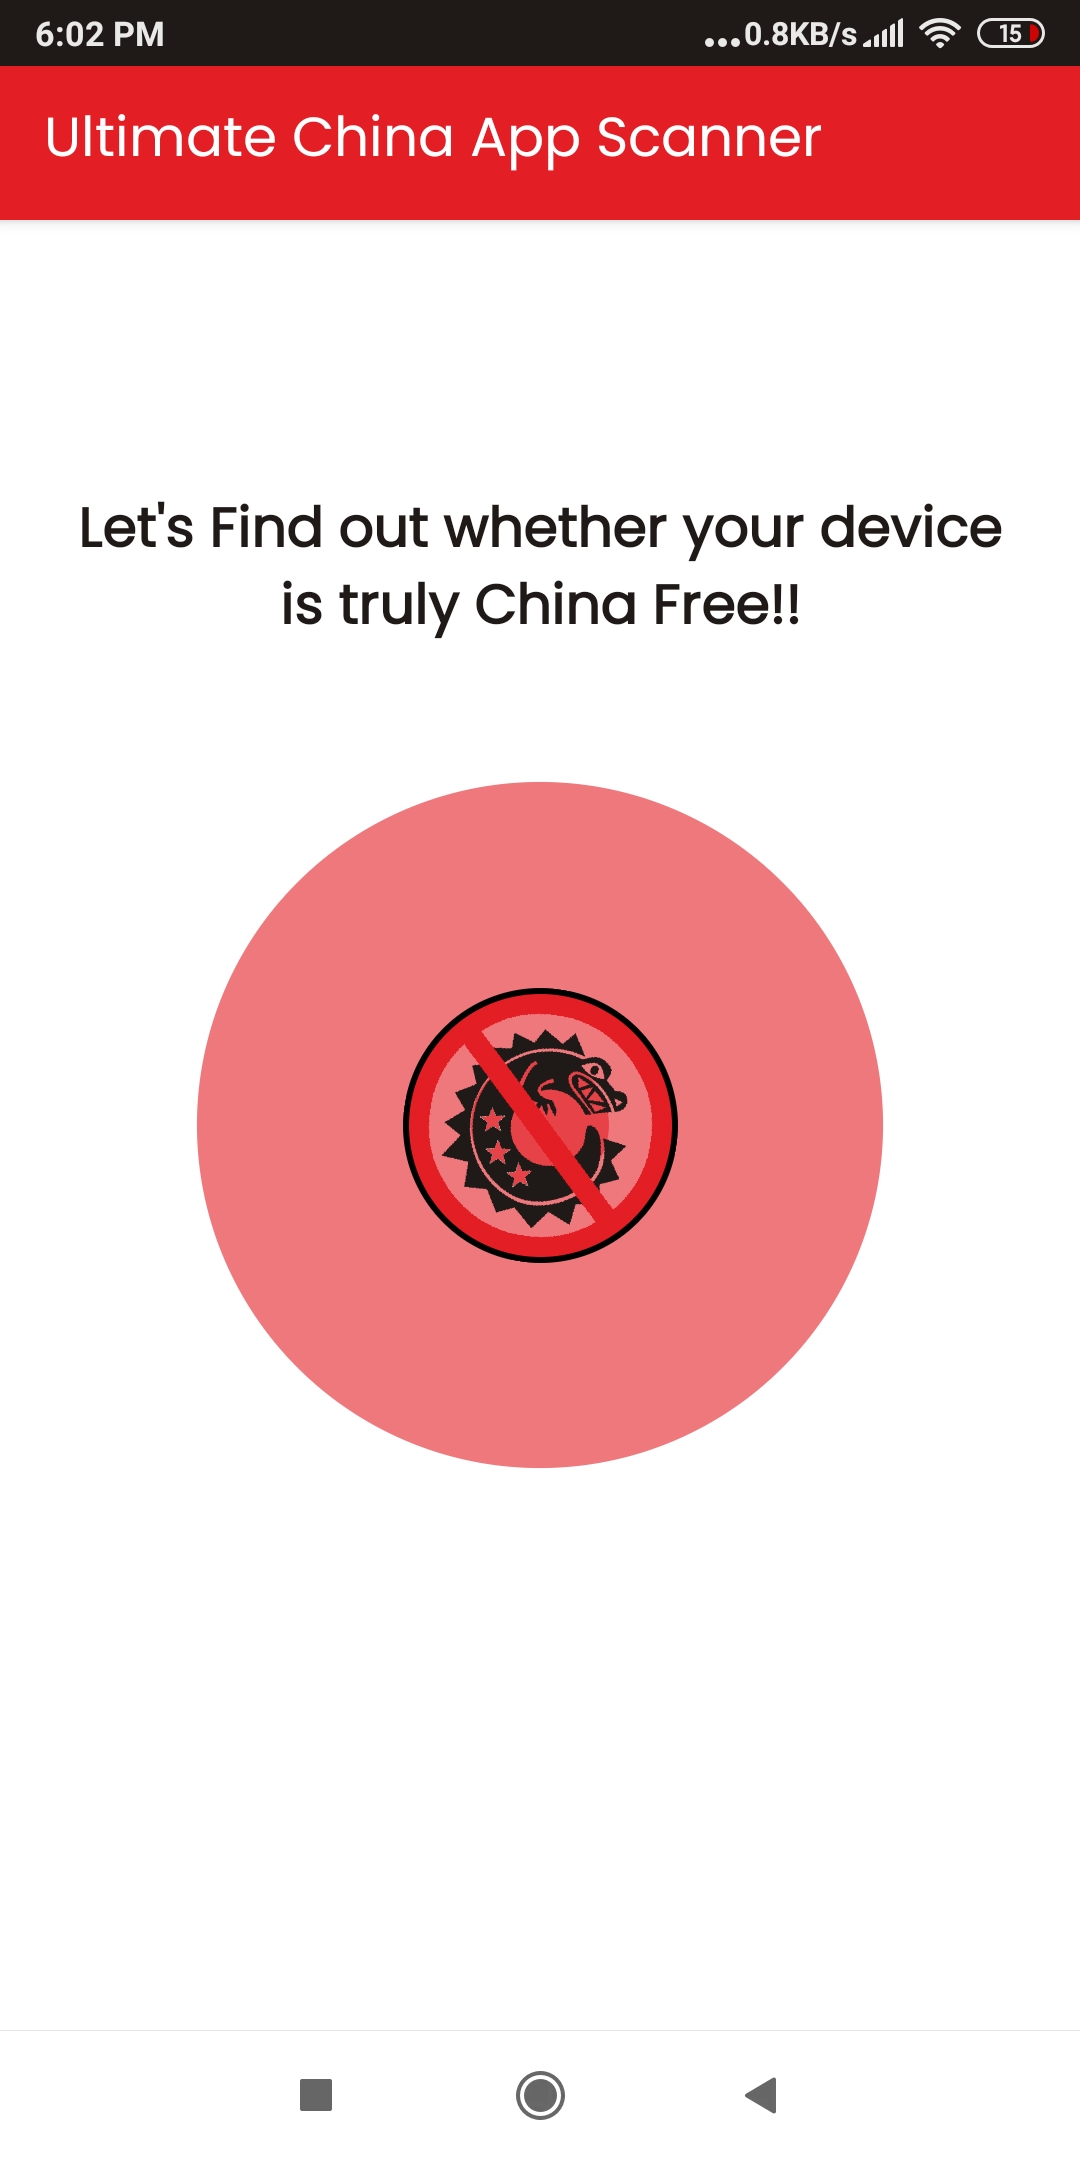 6:02 PM
...0.8KB/s
15
Ultimate China App Scanner
Let's Find out whether your device
is truly China Free!!